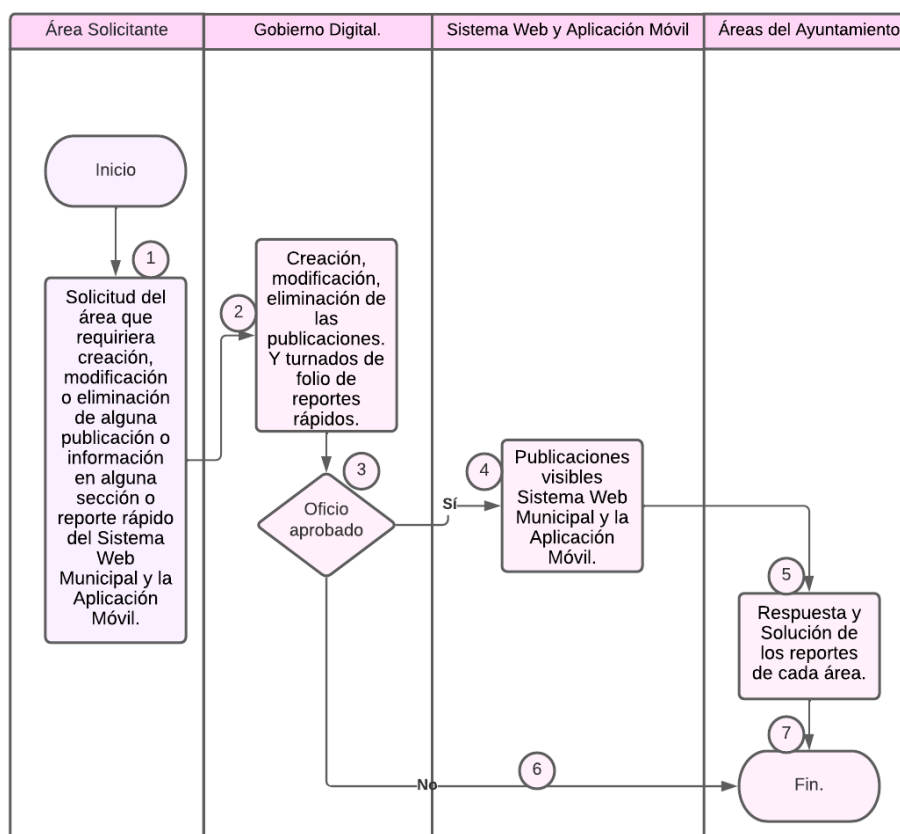 Área Solicitante
Gobierno Digital.
Sistema Web y Aplicación Móvil
Áreas del Ayuntamiento
Inicio
1
Solicitud del
área que
requiriera
creación,
modificación
o eliminación
de alguna
publicación o
información
en alguna
sección o
reporte rápido
del Sistema
Web
Municipal y la
Aplicación
Móvil.
2
Creación,
modificación,
eliminación de
las
publicaciones.
Y turnados de
folio de
reportes
rápidos.
3
Oficio
aprobado
Sí
4
Publicaciones
visibles
Sistema Web
Municipal y la
Aplicación
Móvil.
5
Respuesta y
Solución de
los reportes
de cada área.
No
6
7
Fin.